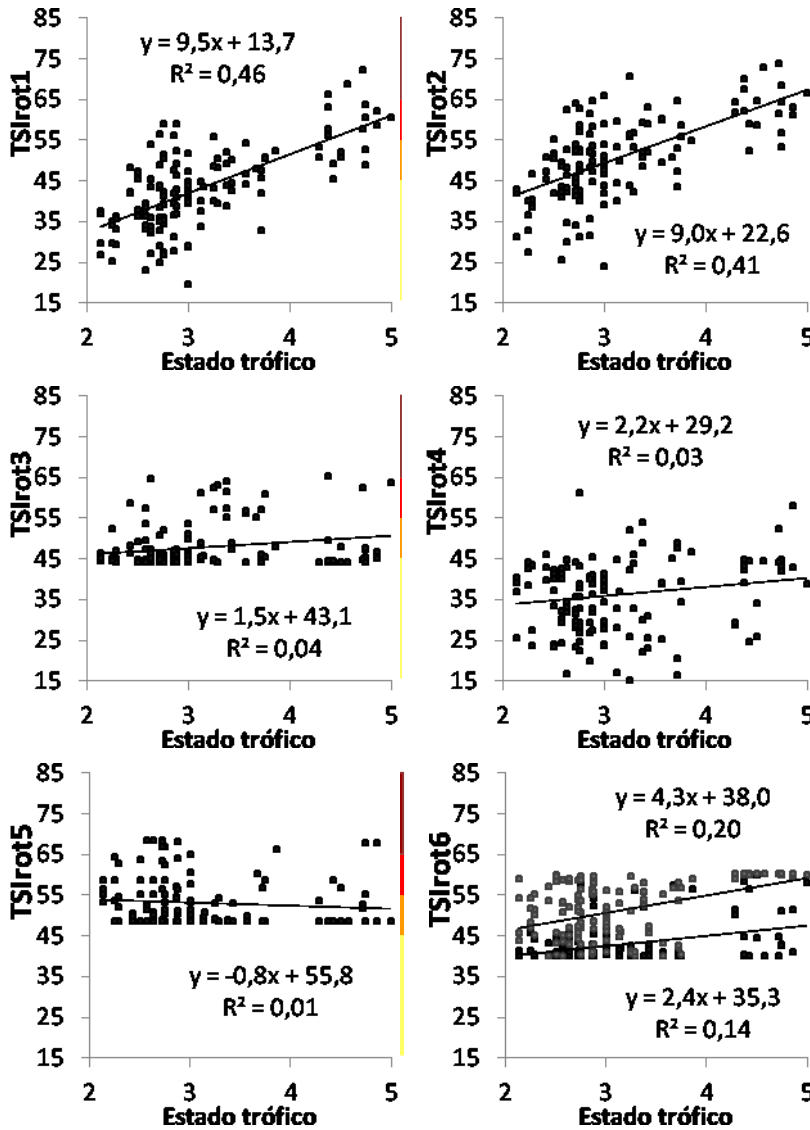 85
75
65
55
45
35
25
15
TSIrot1
y = 9,5x + 13,7
R² = 0,46
2 3 4 5
Estado trófico
85
75
65
55
45
35
25
15
TSIrot2
y = 9,0x + 22,6
R² = 0,41
2 3 4 5
Estado trófico
85
75
65
55
45
35
25
15
TSIrot3
y = 1,5x + 43,1
R² = 0,04
2 3 4 5
Estado trófico
85
75
65
55
45
35
25
15
TSIrot4
y = 2,2x + 29,2
R² = 0,03
2 3 4 5
Estado trófico
85
75
65
55
45
35
25
15
TSIrot5
y = -0,8x + 55,8
R² = 0,01
2 3 4 5
Estado trófico
85
75
65
55
45
35
25
15
TSIrot6
y = 4,3x + 38,0
R² = 0,20
y = 2,4x + 35,3
R² = 0,14
2 3 4 5
Estado trófico